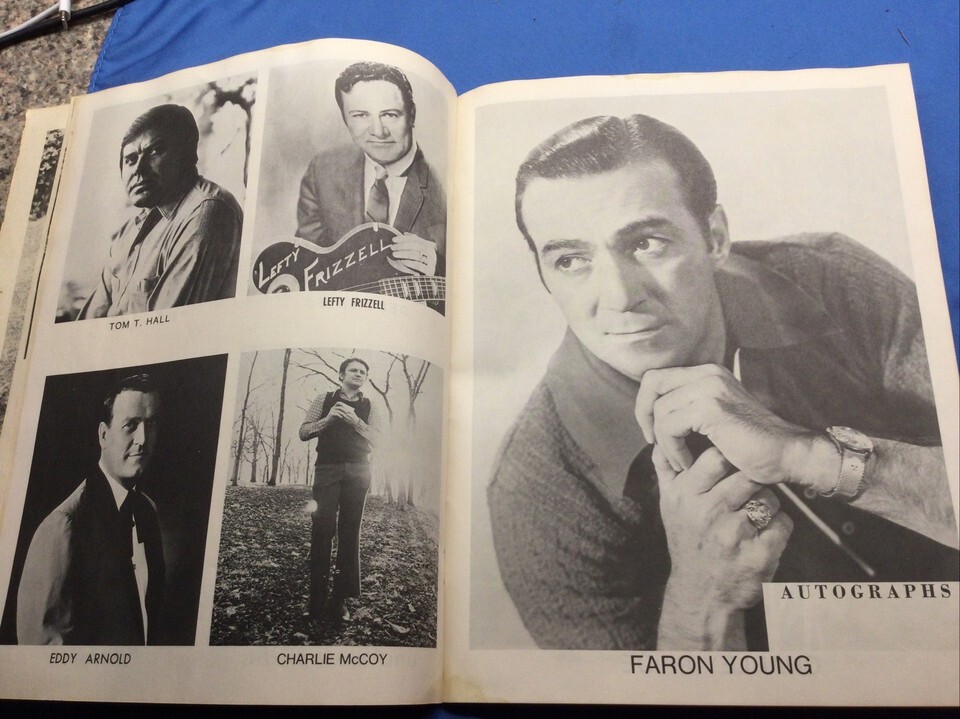 TOM T. HALL
LEFTY
FRIZZELL
LEFTY FRIZZELL
EDDY ARNOLD
CHARLIE McCOY
AUTOGRAPHS
FARON YOUNG